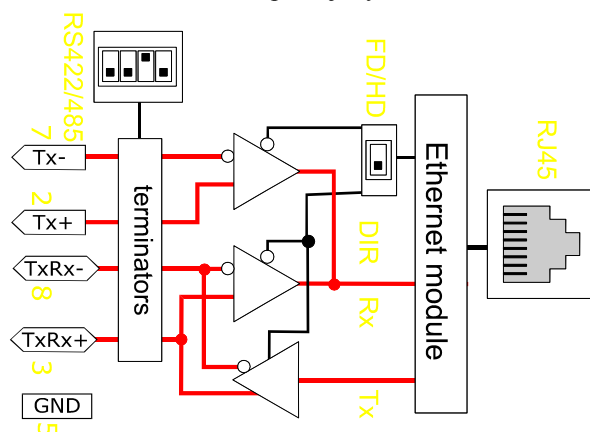 RS422/485
FD/HD
RJ45
7
Tx-
2
Tx+
TxRx-
8
TxRx+
3
GND
5
terminators
DIR
Rx
Tx
Ethernet module